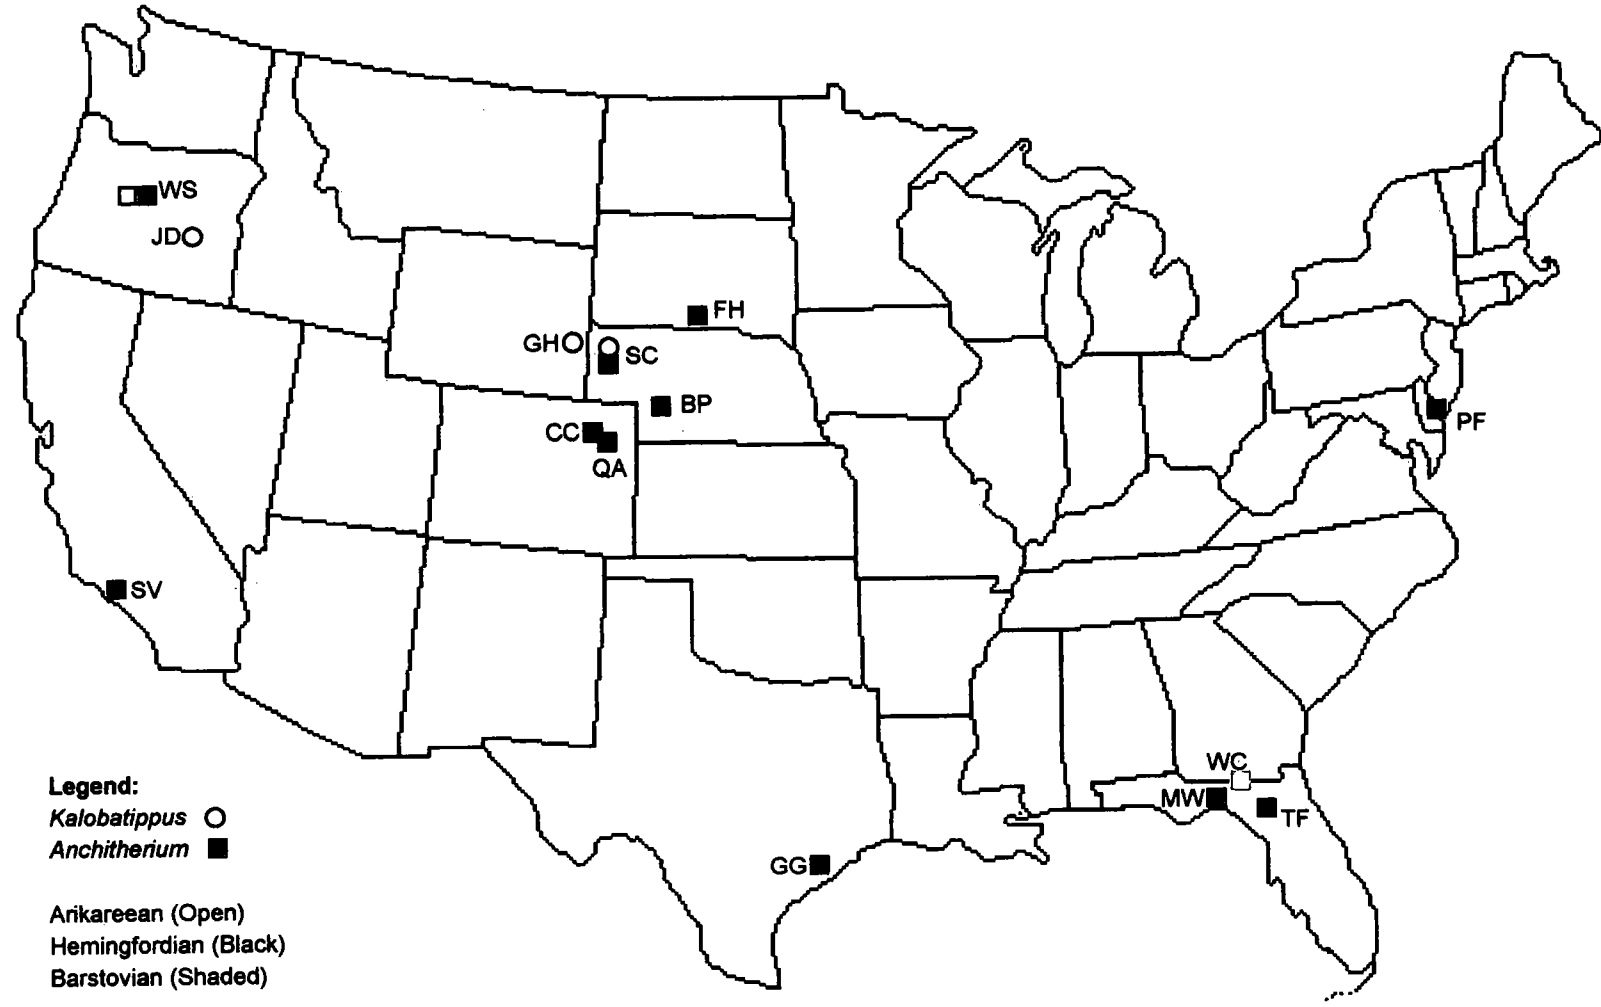 WS
JD
FH
GH
SC
BP
CC
QA
PF
SV
WC
MW
TF
GG
Legend:
Kalobatippus
Anchitherium
Arikareean (Open)
Hemingfordian (Black)
Barstovian (Shaded)